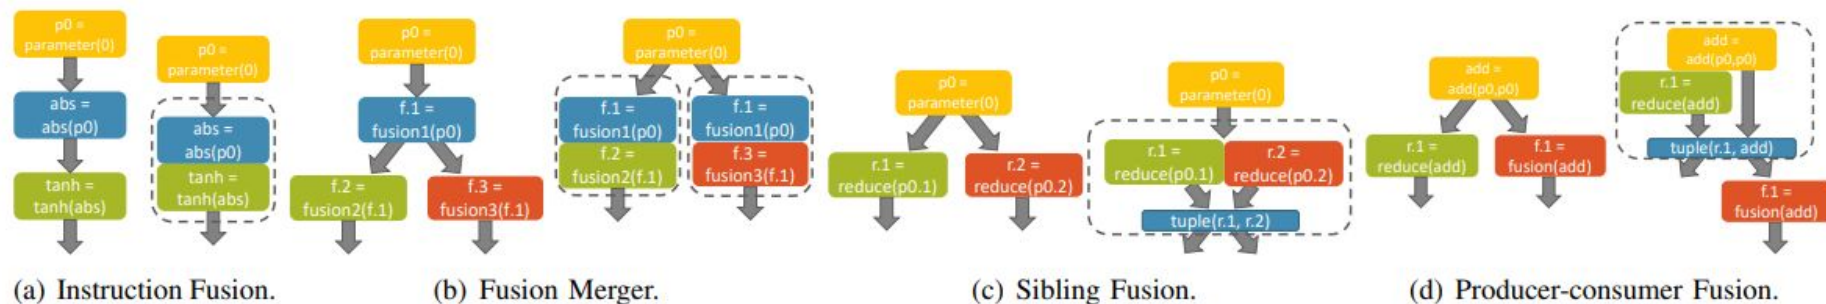 p0 =
parameter(0)
abs =
abs(p0)
tanh =
tanh(abs)
p0 =
parameter(0)
abs =
abs(p0)
tanh =
tanh(abs)
(a) Instruction Fusion.
p0 =
parameter(0)
f.1 =
fusion1(p0)
f.2 =
fusion2(f.1)
f.3 =
fusion3(f.1)
p0 =
parameter(0)
f.1 =
fusion1(p0)
f.2 =
fusion2(f.1)
f.1 =
fusion1(p0)
f.3 =
fusion3(f.1)
(b) Fusion Merger.
p0 =
parameter(0)
r.1 =
reduce(p0.1)
r.2 =
reduce(p0.2)
p0 =
parameter(0)
r.1 =
reduce(p0.1)
r.2 =
reduce(p0.2)
tuple(r.1, r.2)
(c) Sibling Fusion.
add =
add(p0,p0)
r.1 =
reduce(add)
f.1 =
fusion(add)
add =
add(p0,p0)
r.1 =
reduce(add)
tuple(r.1, add)
f.1 =
fusion(add)
(d) Producer-consumer Fusion.